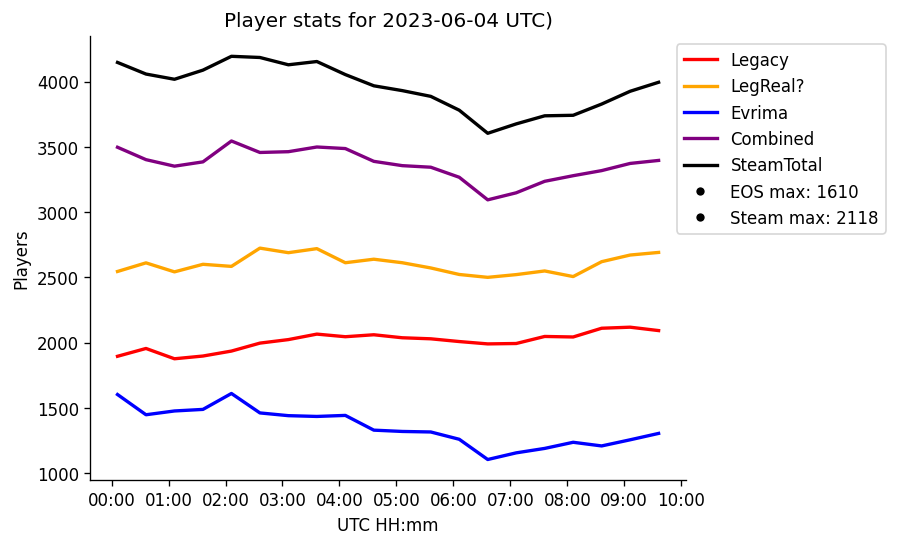 Player stats for 2023-06-04 UTC)
Legacy
LegReal?
Evrima
Combined
SteamTotal
EOS max: 1610
Steam max: 2118
Players
4000
3500
3000
2500
2000
1500
1000
00:00 01:00 02:00 03:00 04:00 05:00 06:00 07:00 08:00 09:00 10:00
UTC HH:mm